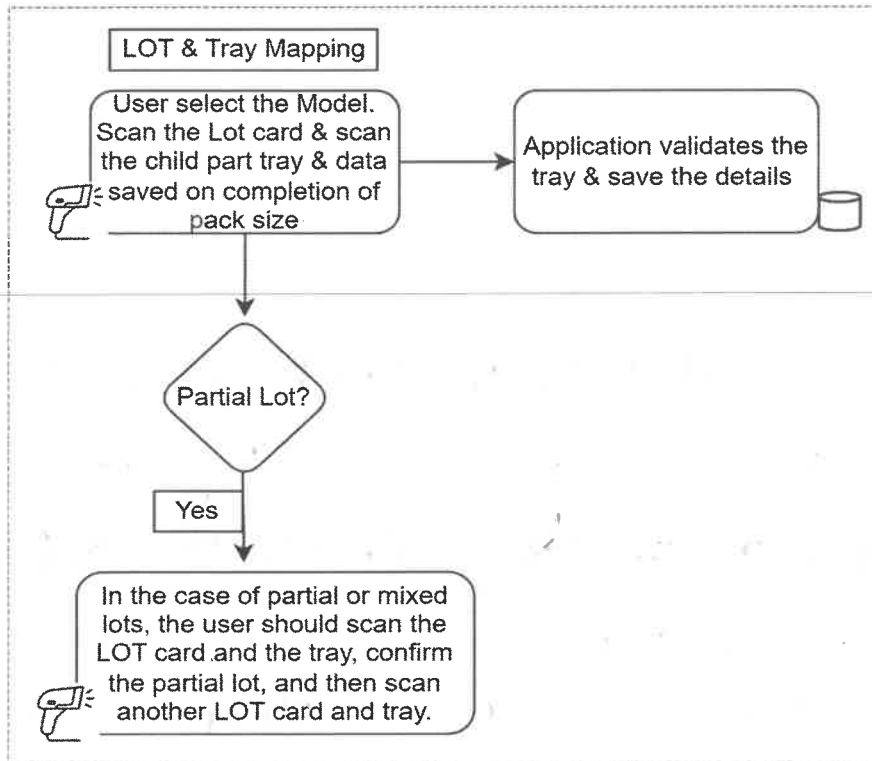 LOT & Tray Mapping
User select the Model.
Scan the Lot card & scan
the child part tray & data
saved on completion of
pack size
Application validates the
tray & save the details
Partial Lot?
Yes
In the case of partial or mixed
lots, the user should scan the
LOT card and the tray, confirm
the partial lot, and then scan
another LOT card and tray.